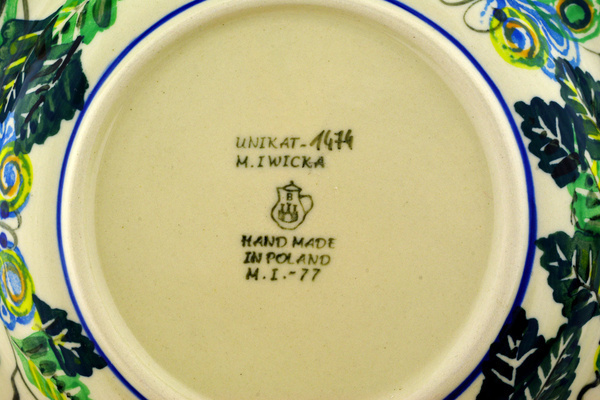 UNIKAT-1474
M.IWICKA
B
HAND MADE
IN POLAND
M.I.-77